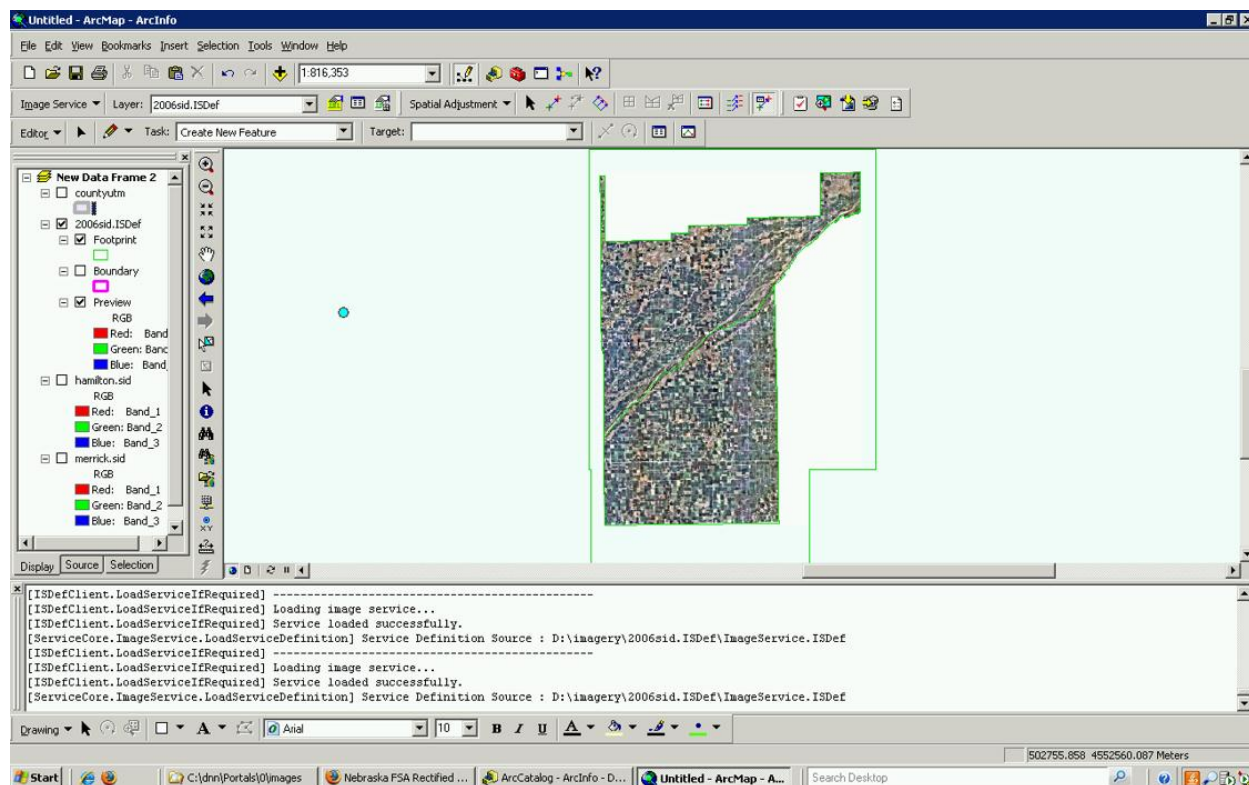 Untitled - ArcMap - ArcInfo
File Edit View Bookmarks Insert Selection Tools Window Help
1:816,353
Image Service Layer: 2006sid.ISDef Spatial Adjustment
Editor Task: Create New Feature Target:
New Data Frame 2
countyutm
2006sid.ISDef
Footprint
Boundary
Preview
RGB
Red: Band
Green: Banc
Blue: Band_
hamilton.sid
RGB
Red: Band_1
Green: Band_2
Blue: Band_3
merrick.sid
RGB
Red: Band_1
Green: Band_2
Blue: Band_3
XY
Display Source Selection
[ISDefClient.LoadServiceIfRequired] -----------------------------------------------
[ISDefClient.LoadServiceIfRequired] Loading image service...
[ISDefClient.LoadServiceIfRequired] Service loaded successfully.
[ServiceCore.ImageService.LoadServiceDefinition] Service Definition Source : D:\imagery\2006sid.ISDef\ImageService.ISDef
[ISDefClient.LoadServiceIfRequired] -----------------------------------------------
[ISDefClient.LoadServiceIfRequired] Loading image service...
[ISDefClient.LoadServiceIfRequired] Service loaded successfully.
[ServiceCore.ImageService.LoadServiceDefinition] Service Definition Source : D:\imagery\2006sid.ISDef\ImageService.ISDef
Drawing A Arial 10 B I U A
502755.858 4552560.087 Meters
Start C:\dnn\Portals\0\images Nebraska FSA Rectified ... ArcCatalog - ArcInfo - D... Untitled - ArcMap - A... Search Desktop